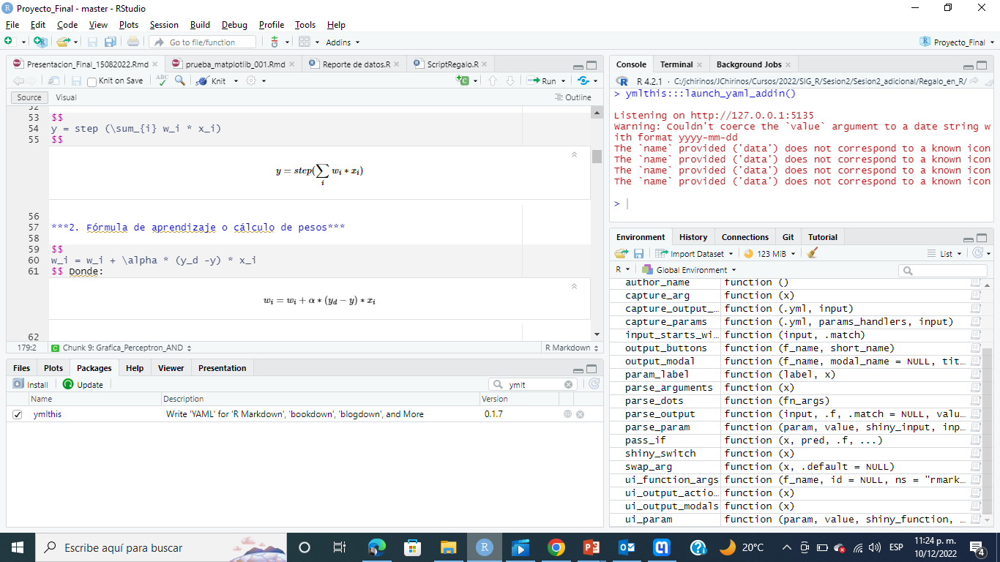 Proyecto_Final - master - RStudio
File Edit Code View Plots Session Build Debug Profile Tools Help
Go to file/function Addins Proyecto_Final
Presentacion_Final_15082022.Rmd prueba_matplotlib_001.Rmd Reporte de datos.R ScriptRegalo.R
Knit on Save ABC Knit Run
Source Visual Outline
52
53 $$
54 y = step (\sum_{i} w_i * x_i)
55 $$
y = step(∑ᵢ wᵢ * xᵢ)
56
57 ***2. Fórmula de aprendizaje o cálculo de pesos***
58
59 $$
60 w_i = w_i + \alpha * (y_d -y) * x_i
61 $$ Donde:
wᵢ = wᵢ + α * (y_d − y) * xᵢ
62
179:2 Chunk 9: Grafica_Perceptron_AND R Markdown
Files Plots Packages Help Viewer Presentation
Install Update ymlt
Name Description Version
ymlthis Write 'YAML' for 'R Markdown', 'bookdown', 'blogdown', and More 0.1.7
Console Terminal Background Jobs
R 4.2.1 · C:/jchirinos/JChirinos/Cursos/2022/SIG_R/Sesion2/Sesion2_adicional/Regalo_en_R/
> ymlthis:::launch_yaml_addin()
Listening on http://127.0.0.1:5135
Warning: Couldn't coerce the `value` argument to a date string w
ith format yyyy-mm-dd
The `name` provided ('data') does not correspond to a known icon
The `name` provided ('data') does not correspond to a known icon
The `name` provided ('data') does not correspond to a known icon
The `name` provided ('data') does not correspond to a known icon
>
Environment History Connections Git Tutorial
Import Dataset 123 MiB List
R Global Environment
author_name function ()
capture_arg function (x)
capture_output_… function (.yml, input)
capture_params function (.yml, params_handlers, input)
input_starts_wi… function (input, .match)
output_buttons function (f_name, short_name)
output_modal function (f_name, modal_name = NULL, tit…
param_label function (label, x)
parse_arguments function (x)
parse_dots function (fn_args)
parse_output function (input, .f, .match = NULL, valu…
parse_param function (param, value, shiny_input, inp…
pass_if function (x, pred, .f, ...)
shiny_switch function (x)
swap_arg function (x, .default = NULL)
ui_function_args function (f_name, id = NULL, ns = "rmark…
ui_output_actio… function (x)
ui_output_modals function (x)
ui_param function (param, value, shiny_function, …
Escribe aquí para buscar 20°C ESP 11:24 p. m.
10/12/2022 4